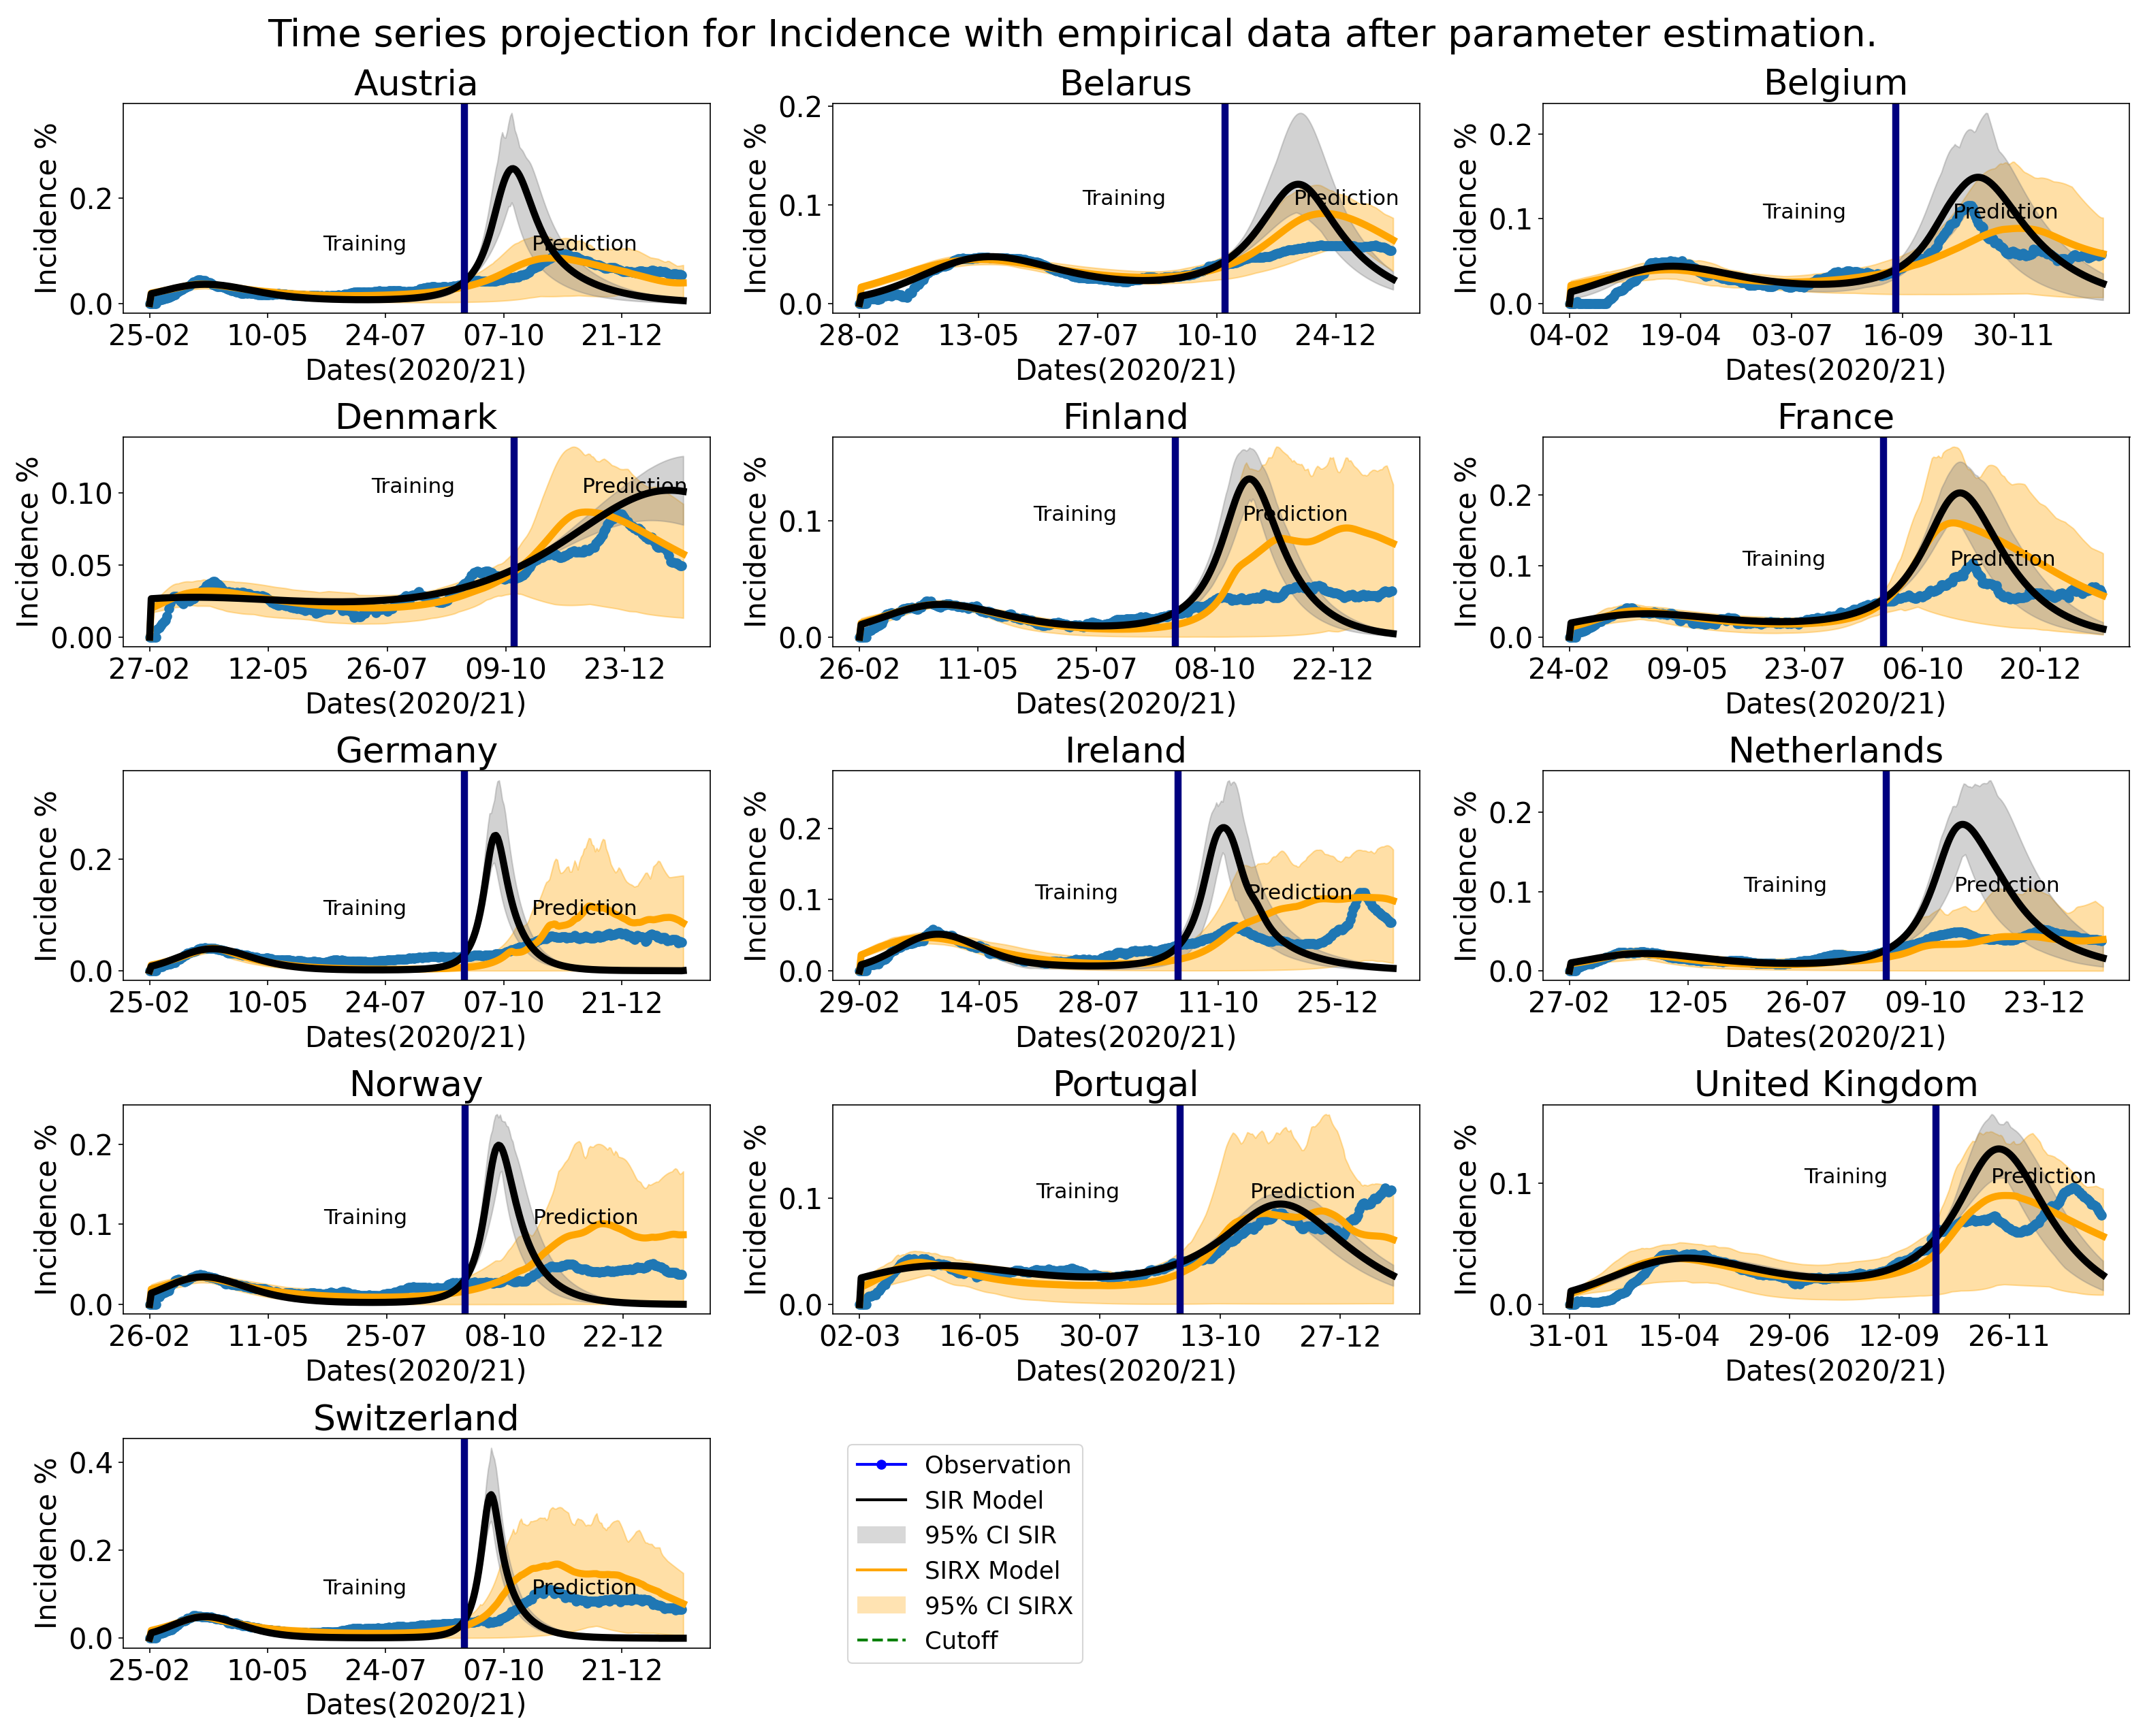 Time series projection for Incidence with empirical data after parameter estimation.
Austria
Incidence %
0.2
0.0
Training
Prediction
25-02 10-05 24-07 07-10 21-12
Dates(2020/21)
Belarus
Incidence %
0.2
0.1
0.0
Training
Prediction
28-02 13-05 27-07 10-10 24-12
Dates(2020/21)
Belgium
Incidence %
0.2
0.1
0.0
Training
Prediction
04-02 19-04 03-07 16-09 30-11
Dates(2020/21)
Denmark
Incidence %
0.10
0.05
0.00
Training
Prediction
27-02 12-05 26-07 09-10 23-12
Dates(2020/21)
Finland
Incidence %
0.1
0.0
Training
Prediction
26-02 11-05 25-07 08-10 22-12
Dates(2020/21)
France
Incidence %
0.2
0.1
0.0
Training
Prediction
24-02 09-05 23-07 06-10 20-12
Dates(2020/21)
Germany
Incidence %
0.2
0.0
Training
Prediction
25-02 10-05 24-07 07-10 21-12
Dates(2020/21)
Ireland
Incidence %
0.2
0.1
0.0
Training
Prediction
29-02 14-05 28-07 11-10 25-12
Dates(2020/21)
Netherlands
Incidence %
0.2
0.1
0.0
Training
Prediction
27-02 12-05 26-07 09-10 23-12
Dates(2020/21)
Norway
Incidence %
0.2
0.1
0.0
Training
Prediction
26-02 11-05 25-07 08-10 22-12
Dates(2020/21)
Portugal
Incidence %
0.1
0.0
Training
Prediction
02-03 16-05 30-07 13-10 27-12
Dates(2020/21)
United Kingdom
Incidence %
0.1
0.0
Training
Prediction
31-01 15-04 29-06 12-09 26-11
Dates(2020/21)
Switzerland
Incidence %
0.4
0.2
0.0
Training
Prediction
25-02 10-05 24-07 07-10 21-12
Dates(2020/21)
Observation
SIR Model
95% CI SIR
SIRX Model
95% CI SIRX
Cutoff